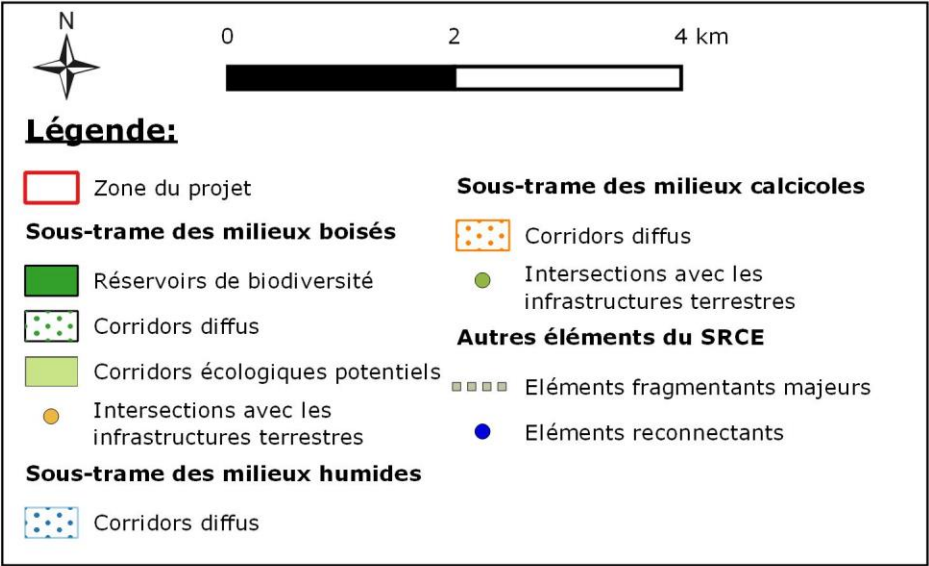 N
0 2 4 km
Légende:
Zone du projet
Sous-trame des milieux boisés
Réservoirs de biodiversité
Corridors diffus
Corridors écologiques potentiels
Intersections avec les
infrastructures terrestres
Sous-trame des milieux humides
Corridors diffus
Sous-trame des milieux calcicoles
Corridors diffus
Intersections avec les
infrastructures terrestres
Autres éléments du SRCE
Eléments fragmentants majeurs
Eléments reconnectants